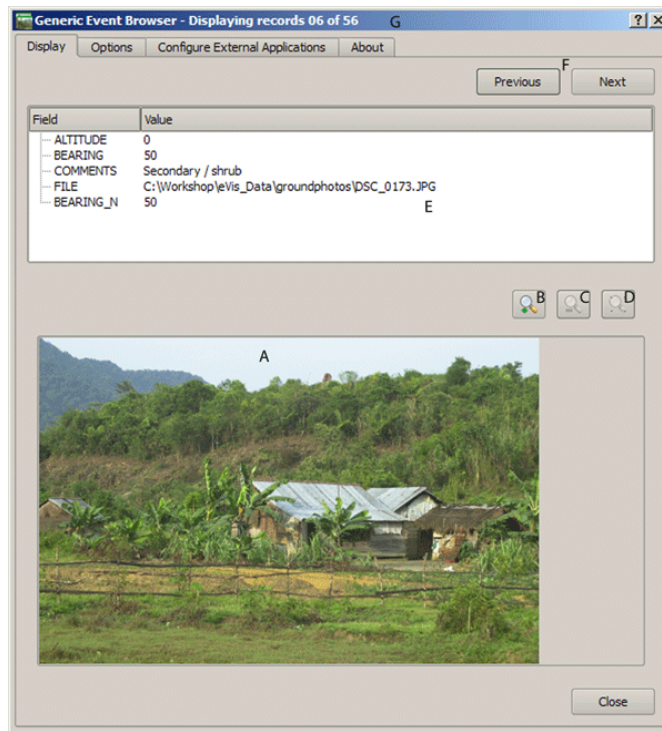 Generic Event Browser - Displaying records 06 of 56 G
Display Options Configure External Applications About
F
Previous Next
Field Value
ALTITUDE 0
BEARING 50
COMMENTS Secondary / shrub
FILE C:\Workshop\eVis_Data\groundphotos\DSC_0173.JPG
BEARING_N 50
E
B C D
A
Close